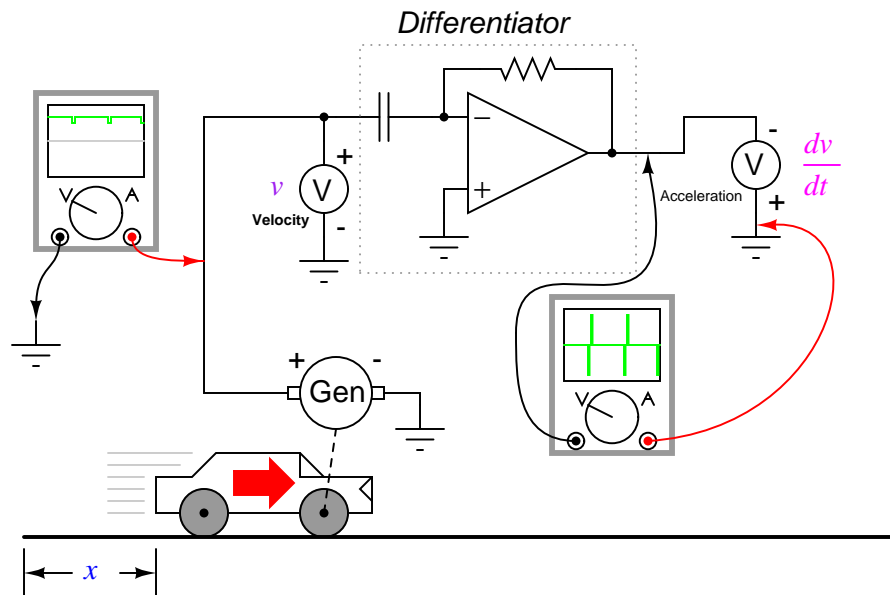 Differentiator
V A
−
+
+
v V
Velocity
-
Acceleration
-
V
+
dv
dt
+ -
Gen
V A
x